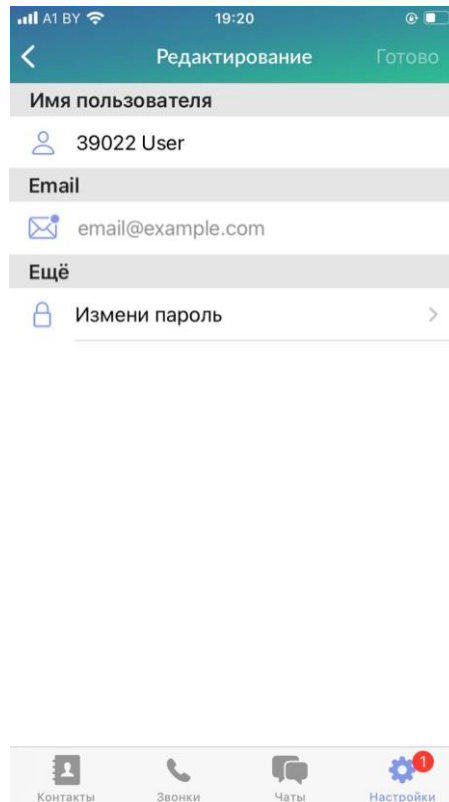 A1 BY 19:20
Редактирование Готово
Имя пользователя
39022 User
Email
email@example.com
Ещё
Измени пароль
1
Контакты Звонки Чаты Настройки